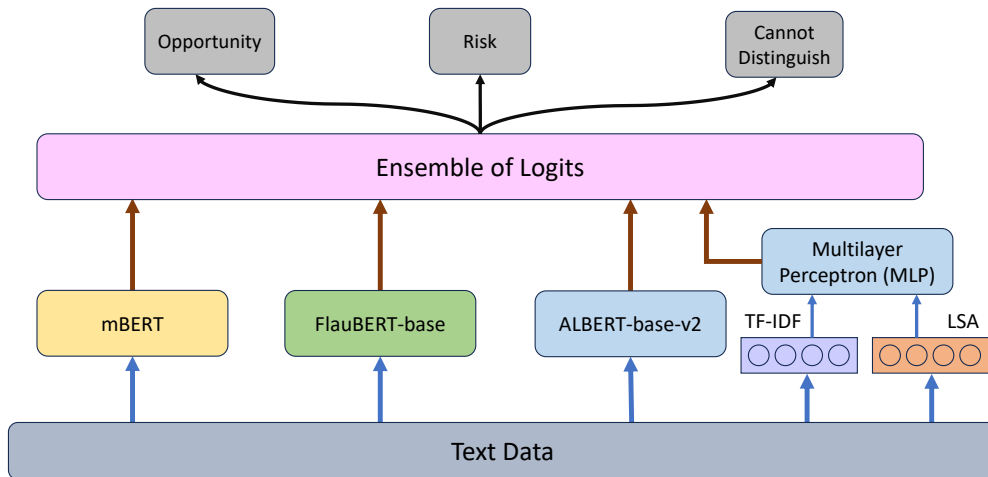 Opportunity
Risk
Cannot
Distinguish
Ensemble of Logits
Multilayer
Perceptron (MLP)
mBERT
FlauBERT-base
ALBERT-base-v2
TF-IDF
LSA
Text Data